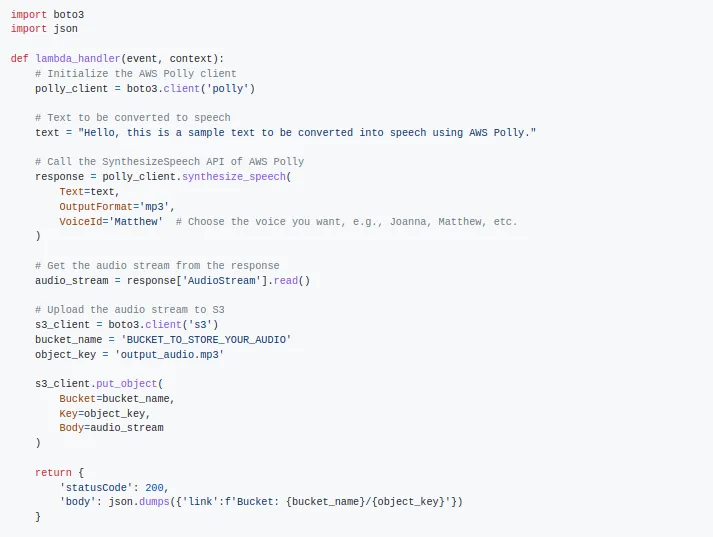 import boto3
import json

def lambda_handler(event, context):
    # Initialize the AWS Polly client
    polly_client = boto3.client('polly')

    # Text to be converted to speech
    text = "Hello, this is a sample text to be converted into speech using AWS Polly."

    # Call the SynthesizeSpeech API of AWS Polly
    response = polly_client.synthesize_speech(
        Text=text,
        OutputFormat='mp3',
        VoiceId='Matthew'  # Choose the voice you want, e.g., Joanna, Matthew, etc.
    )

    # Get the audio stream from the response
    audio_stream = response['AudioStream'].read()

    # Upload the audio stream to S3
    s3_client = boto3.client('s3')
    bucket_name = 'BUCKET_TO_STORE_YOUR_AUDIO'
    object_key = 'output_audio.mp3'

    s3_client.put_object(
        Bucket=bucket_name,
        Key=object_key,
        Body=audio_stream
    )

    return {
        'statusCode': 200,
        'body': json.dumps({'link':f'Bucket: {bucket_name}/{object_key}'})
    }